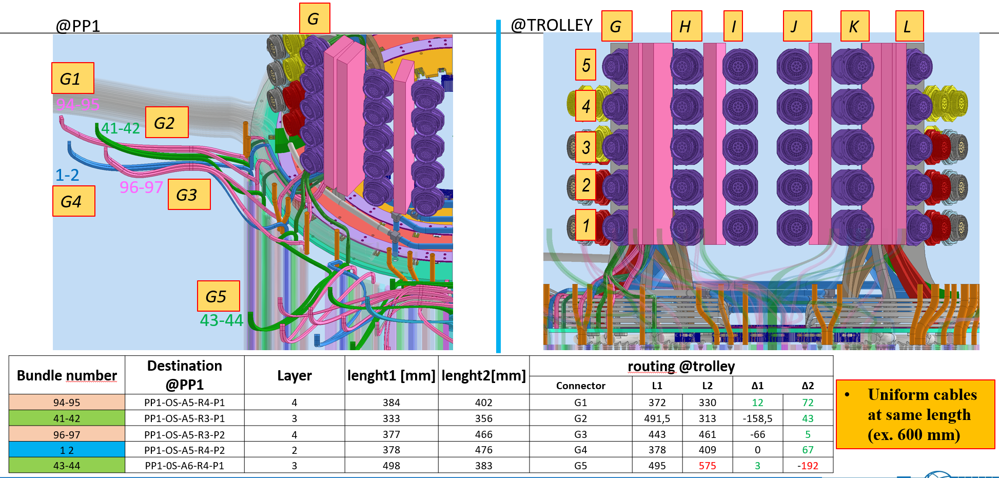 @PP1
G
@TROLLEY
G H I J K L
G1
94-95
41-42
G2
1-2
G4
96-97
G3
G5
43-44
5
4
3
2
1
Bundle number
Destination
@PP1
Layer
lenght1 [mm]
lenght2[mm]
routing @trolley
Connector L1 L2 Δ1 Δ2
94-95 PP1-OS-A5-R4-P1 4 384 402 G1 372 330 12 72
41-42 PP1-OS-A5-R3-P1 3 333 356 G2 491,5 313 -158,5 43
96-97 PP1-OS-A5-R3-P2 4 377 466 G3 443 461 -66 5
1 2 PP1-OS-A5-R4-P2 2 378 476 G4 378 409 0 67
43-44 PP1-0S-A6-R4-P1 3 498 383 G5 495 575 3 -192
• Uniform cables
at same length
(ex. 600 mm)